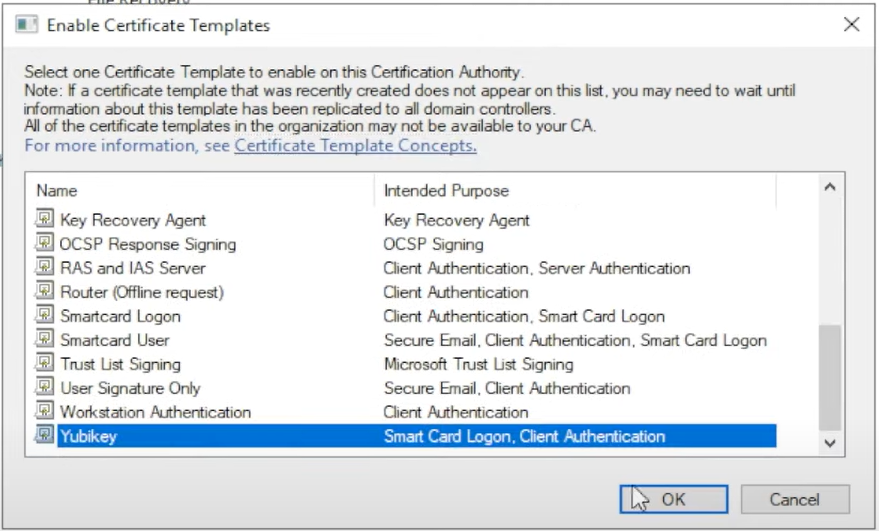 File Recovery
Enable Certificate Templates
Select one Certificate Template to enable on this Certification Authority.
Note: If a certificate template that was recently created does not appear on this list, you may need to wait until
information about this template has been replicated to all domain controllers.
All of the certificate templates in the organization may not be available to your CA.
For more information, see Certificate Template Concepts.
Name Intended Purpose
Key Recovery Agent Key Recovery Agent
OCSP Response Signing OCSP Signing
RAS and IAS Server Client Authentication, Server Authentication
Router (Offline request) Client Authentication
Smartcard Logon Client Authentication, Smart Card Logon
Smartcard User Secure Email, Client Authentication, Smart Card Logon
Trust List Signing Microsoft Trust List Signing
User Signature Only Secure Email, Client Authentication
Workstation Authentication Client Authentication
Yubikey Smart Card Logon, Client Authentication
OK Cancel